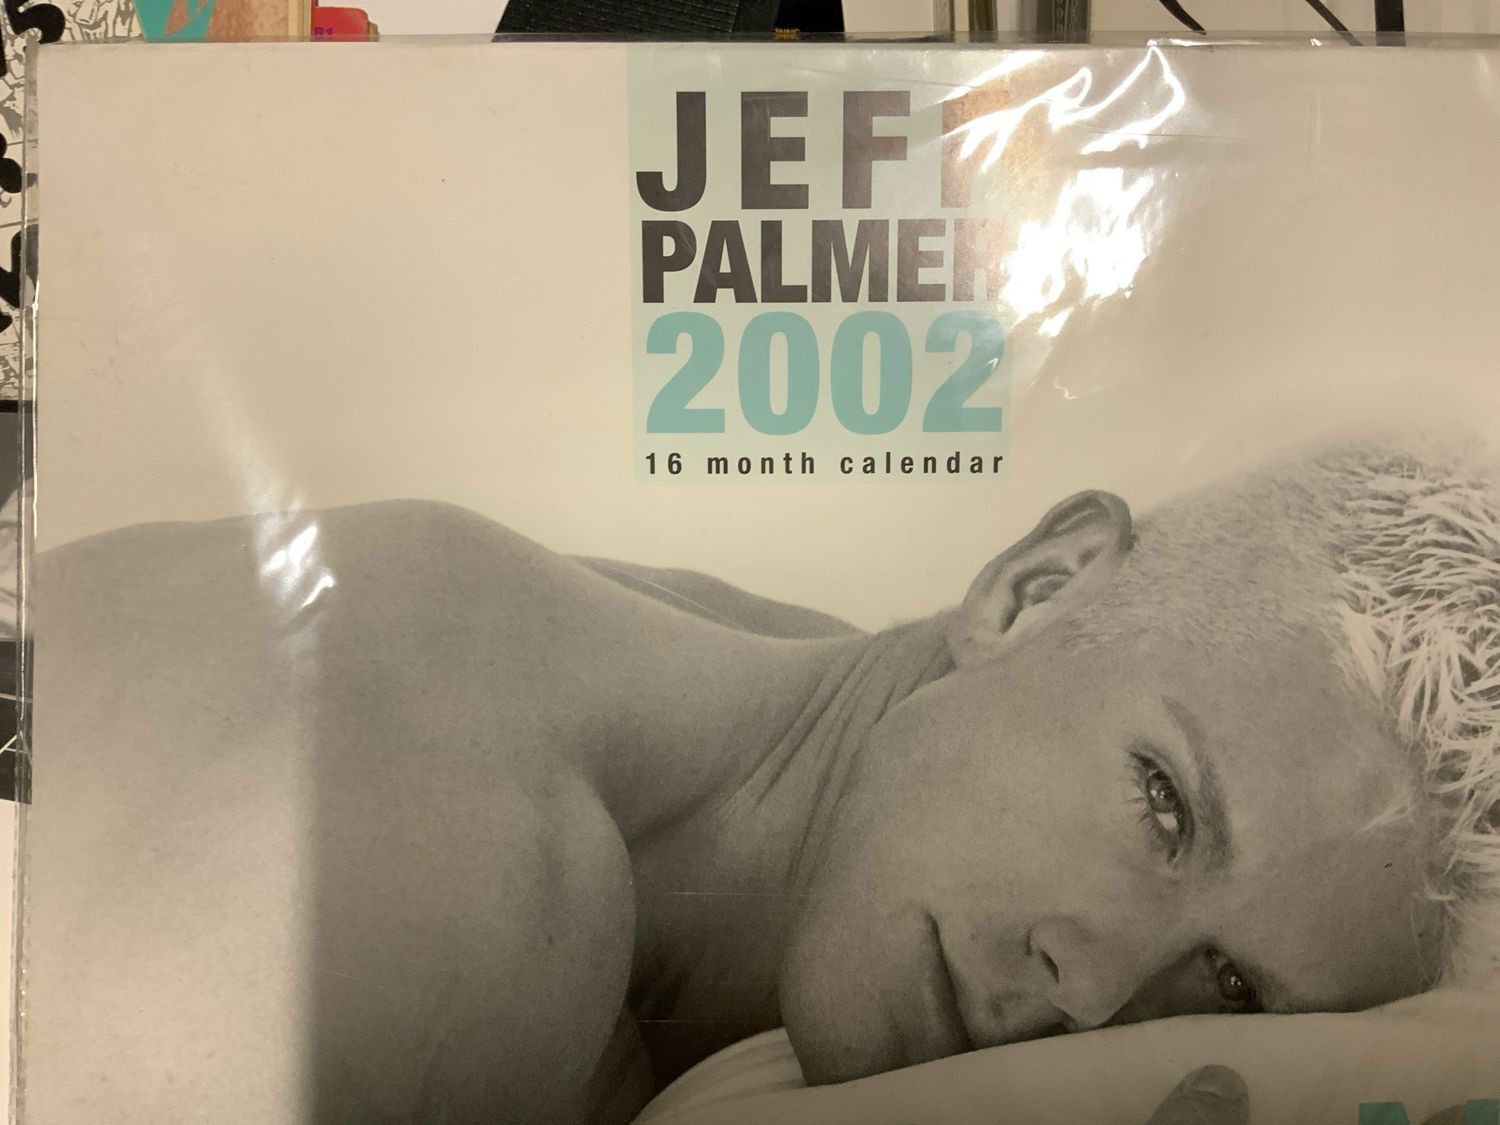 JEFF
PALMER
2002
16 month calendar